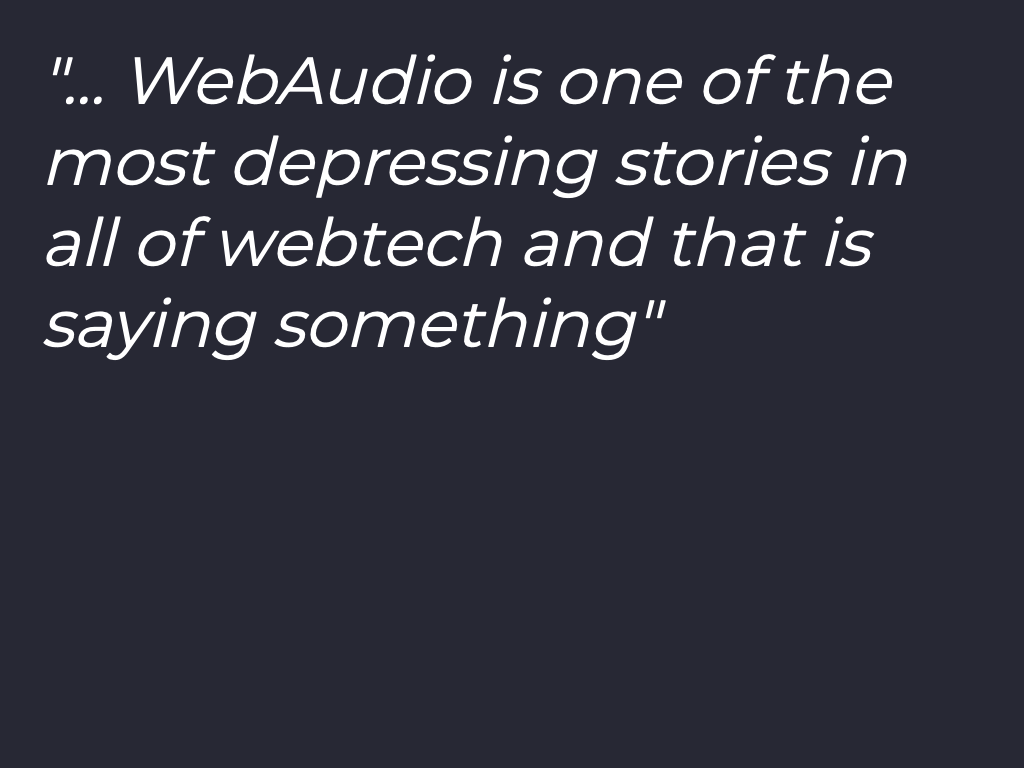 "... WebAudio is one of the
most depressing stories in
all of webtech and that is
saying something"